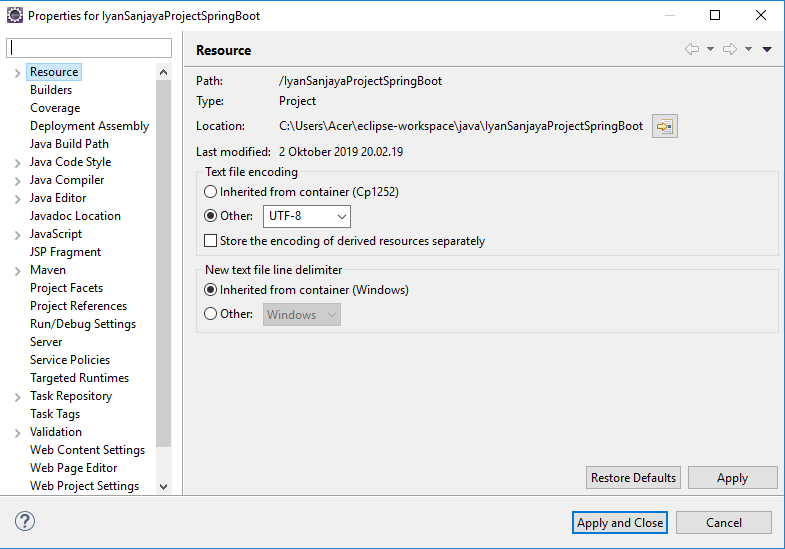 Properties for IyanSanjayaProjectSpringBoot
Resource
Builders
Coverage
Deployment Assembly
Java Build Path
Java Code Style
Java Compiler
Java Editor
Javadoc Location
JavaScript
JSP Fragment
Maven
Project Facets
Project References
Run/Debug Settings
Server
Service Policies
Targeted Runtimes
Task Repository
Task Tags
Validation
Web Content Settings
Web Page Editor
Web Project Settings
Resource
Path: /IyanSanjayaProjectSpringBoot
Type: Project
Location: C:\Users\Acer\eclipse-workspace\java\IyanSanjayaProjectSpringBoot
Last modified: 2 Oktober 2019 20.02.19
Text file encoding
Inherited from container (Cp1252)
Other: UTF-8
Store the encoding of derived resources separately
New text file line delimiter
Inherited from container (Windows)
Other: Windows
Restore Defaults Apply
? Apply and Close Cancel